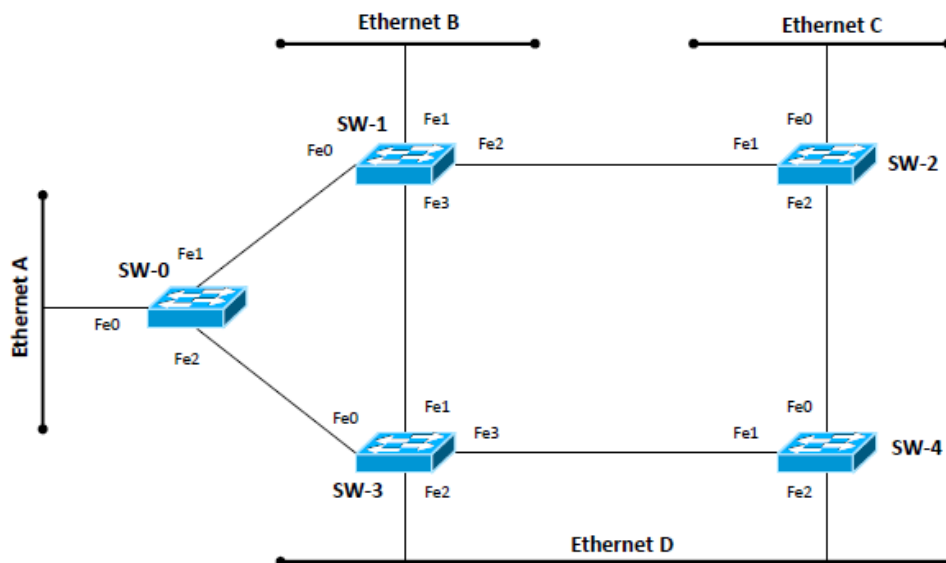 Ethernet B
Ethernet C
SW-1
Fe1
Fe0
Fe0
Fe2
Fe1
SW-2
Fe3
Fe2
Ethernet A
SW-0
Fe1
Fe0
Fe2
Fe0
Fe1
Fe3
Fe0
Fe1
SW-4
SW-3
Fe2
Fe2
Ethernet D